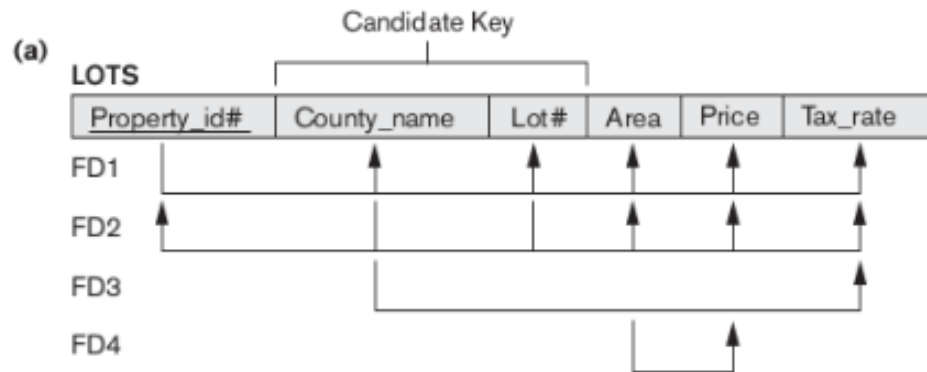 Candidate Key
(a)
LOTS
Property_id# County_name Lot# Area Price Tax_rate
FD1
FD2
FD3
FD4